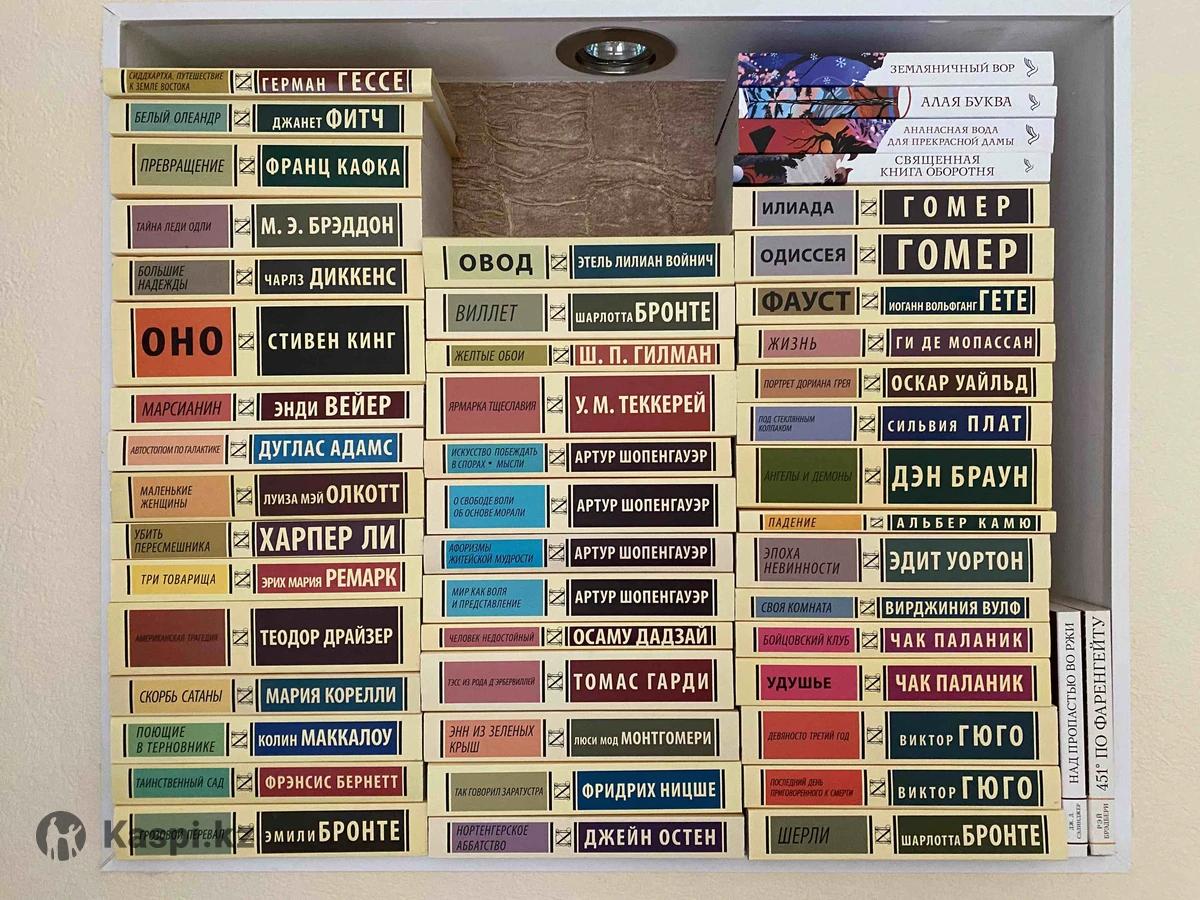 СИДДХАРТХА. ПУТЕШЕСТВИЕ
К ЗЕМЛЕ ВОСТОКА
ГЕРМАН ГЕССЕ
БЕЛЫЙ ОЛЕАНДР
ДЖАНЕТ ФИТЧ
ПРЕВРАЩЕНИЕ
ФРАНЦ КАФКА
ТАЙНА ЛЕДИ ОДЛИ
М. Э. БРЭДДОН
БОЛЬШИЕ
НАДЕЖДЫ
ЧАРЛЗ ДИККЕНС
ОНО
СТИВЕН КИНГ
МАРСИАНИН
ЭНДИ ВЕЙЕР
АВТОСТОПОМ ПО ГАЛАКТИКЕ
ДУГЛАС АДАМС
МАЛЕНЬКИЕ
ЖЕНЩИНЫ
ЛУИЗА МЭЙ ОЛКОТТ
УБИТЬ
ПЕРЕСМЕШНИКА
ХАРПЕР ЛИ
ТРИ ТОВАРИЩА
ЭРИХ МАРИЯ РЕМАРК
АМЕРИКАНСКАЯ ТРАГЕДИЯ
ТЕОДОР ДРАЙЗЕР
СКОРБЬ САТАНЫ
МАРИЯ КОРЕЛЛИ
ПОЮЩИЕ
В ТЕРНОВНИКЕ
КОЛИН МАККАЛОУ
ТАИНСТВЕННЫЙ САД
ФРЭНСИС БЕРНЕТТ
ГРОЗОВОЙ ПЕРЕВАЛ
ЭМИЛИ БРОНТЕ
ОВОД
ЭТЕЛЬ ЛИЛИАН ВОЙНИЧ
ВИЛЛЕТ
ШАРЛОТТА БРОНТЕ
ЖЕЛТЫЕ ОБОИ
Ш. П. ГИЛМАН
ЯРМАРКА ТЩЕСЛАВИЯ
У. М. ТЕККЕРЕЙ
ИСКУССТВО ПОБЕЖДАТЬ
В СПОРАХ • МЫСЛИ
АРТУР ШОПЕНГАУЭР
О СВОБОДЕ ВОЛИ
ОБ ОСНОВЕ МОРАЛИ
АРТУР ШОПЕНГАУЭР
АФОРИЗМЫ
ЖИТЕЙСКОЙ МУДРОСТИ
АРТУР ШОПЕНГАУЭР
МИР КАК ВОЛЯ
И ПРЕДСТАВЛЕНИЕ
АРТУР ШОПЕНГАУЭР
ЧЕЛОВЕК НЕДОСТОЙНЫЙ
ОСАМУ ДАДЗАЙ
ТЭСС ИЗ РОДА Д'ЭРБЕРВИЛЛЕЙ
ТОМАС ГАРДИ
ЭНН ИЗ ЗЕЛЕНЫХ
КРЫШ
ЛЮСИ МОД МОНТГОМЕРИ
ТАК ГОВОРИЛ ЗАРАТУСТРА
ФРИДРИХ НИЦШЕ
НОРТЕНГЕРСКОЕ
АББАТСТВО
ДЖЕЙН ОСТЕН
ЗЕМЛЯНИЧНЫЙ ВОР
АЛАЯ БУКВА
АНАНАСНАЯ ВОДА
ДЛЯ ПРЕКРАСНОЙ ДАМЫ
СВЯЩЕННАЯ
КНИГА ОБОРОТНЯ
ИЛИАДА
ГОМЕР
ОДИССЕЯ
ГОМЕР
ФАУСТ
ИОГАНН ВОЛЬФГАНГ ГЕТЕ
ЖИЗНЬ
ГИ ДЕ МОПАССАН
ПОРТРЕТ ДОРИАНА ГРЕЯ
ОСКАР УАЙЛЬД
ПОД СТЕКЛЯННЫМ
КОЛПАКОМ
СИЛЬВИЯ ПЛАТ
АНГЕЛЫ И ДЕМОНЫ
ДЭН БРАУН
ПАДЕНИЕ
АЛЬБЕР КАМЮ
ЭПОХА
НЕВИННОСТИ
ЭДИТ УОРТОН
СВОЯ КОМНАТА
ВИРДЖИНИЯ ВУЛФ
БОЙЦОВСКИЙ КЛУБ
ЧАК ПАЛАНИК
УДУШЬЕ
ЧАК ПАЛАНИК
ДЕВЯНОСТО ТРЕТИЙ ГОД
ВИКТОР ГЮГО
ПОСЛЕДНИЙ ДЕНЬ
ПРИГОВОРЕННОГО К СМЕРТИ
ВИКТОР ГЮГО
ШЕРЛИ
ШАРЛОТТА БРОНТЕ
ДЖ. Д.
СЭЛИНДЖЕР
НАД ПРОПАСТЬЮ ВО РЖИ
РЭЙ
БРЭДБЕРИ
451° ПО ФАРЕНГЕЙТУ
Kaspi.kz